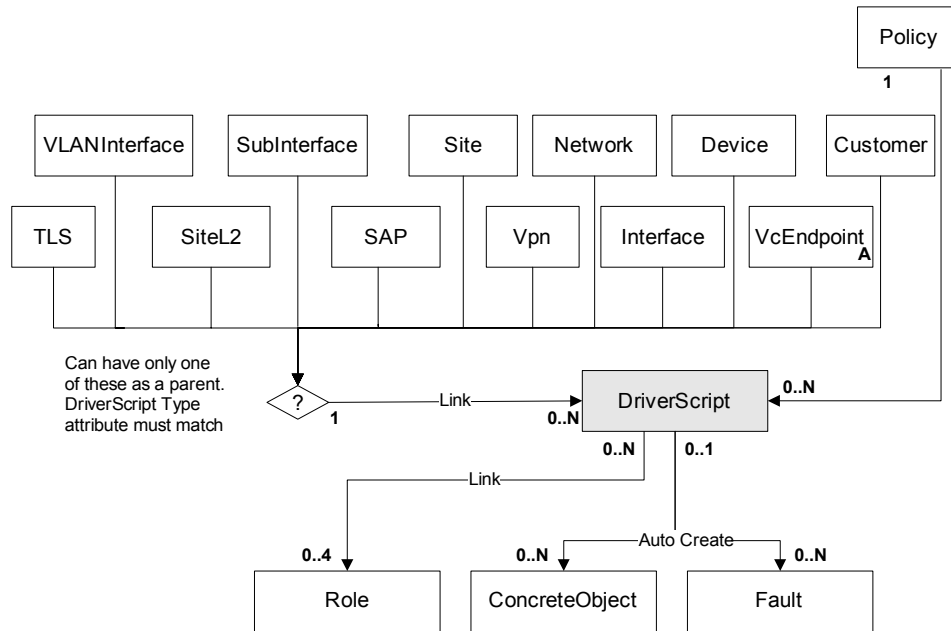 Policy
1
VLANInterface
SubInterface
Site
Network
Device
Customer
TLS
SiteL2
SAP
Vpn
Interface
VcEndpoint
A
Can have only one
of these as a parent.
DriverScript Type
attribute must match
?
1
Link
0..N
DriverScript
0..N
0..N
0..1
Link
Auto Create
0..4
0..N
0..N
Role
ConcreteObject
Fault